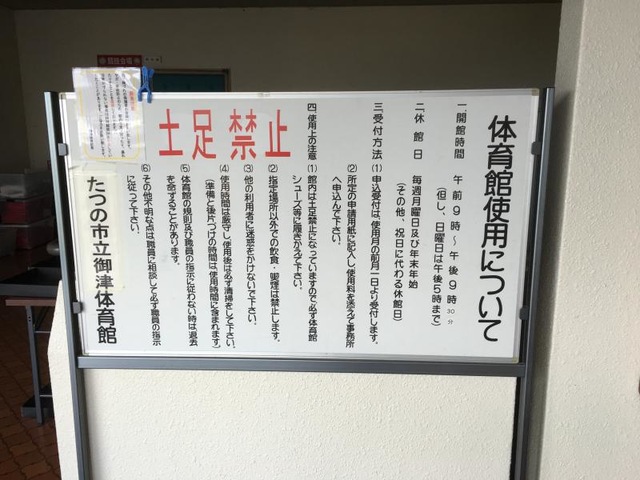 体育館使用について
一、開館時間　午前９時～午後９時30分
（但し、日曜日は午後５時まで）
二、休館日　毎週月曜日及び年末年始
（その他、祝日に代わる休館日）
三、受付方法　(1)申込受付は、使用月の前月一日より受付します。
(2)所定の申請用紙に記入し、使用料を添えて事務所
へ申込んで下さい。
四、使用上の注意　(1)館内は土足禁止になっていますので必ず体育館
シューズ等に履きかえて下さい。
(2)指定場所以外での飲食・喫煙は禁止します。
(3)他の利用者に迷惑をかけないで下さい。
(4)使用時間は厳守し、使用後は必ず清掃をして下さい。
（準備と後片づけの時間は、使用時間に含まれます）
(5)体育館の規則及び職員の指示に従わない時は退去
を命ずることがあります。
(6)その他不明な点は職員に相談して必ず職員の指示
に従って下さい。
土足禁止
たつの市立御津体育館